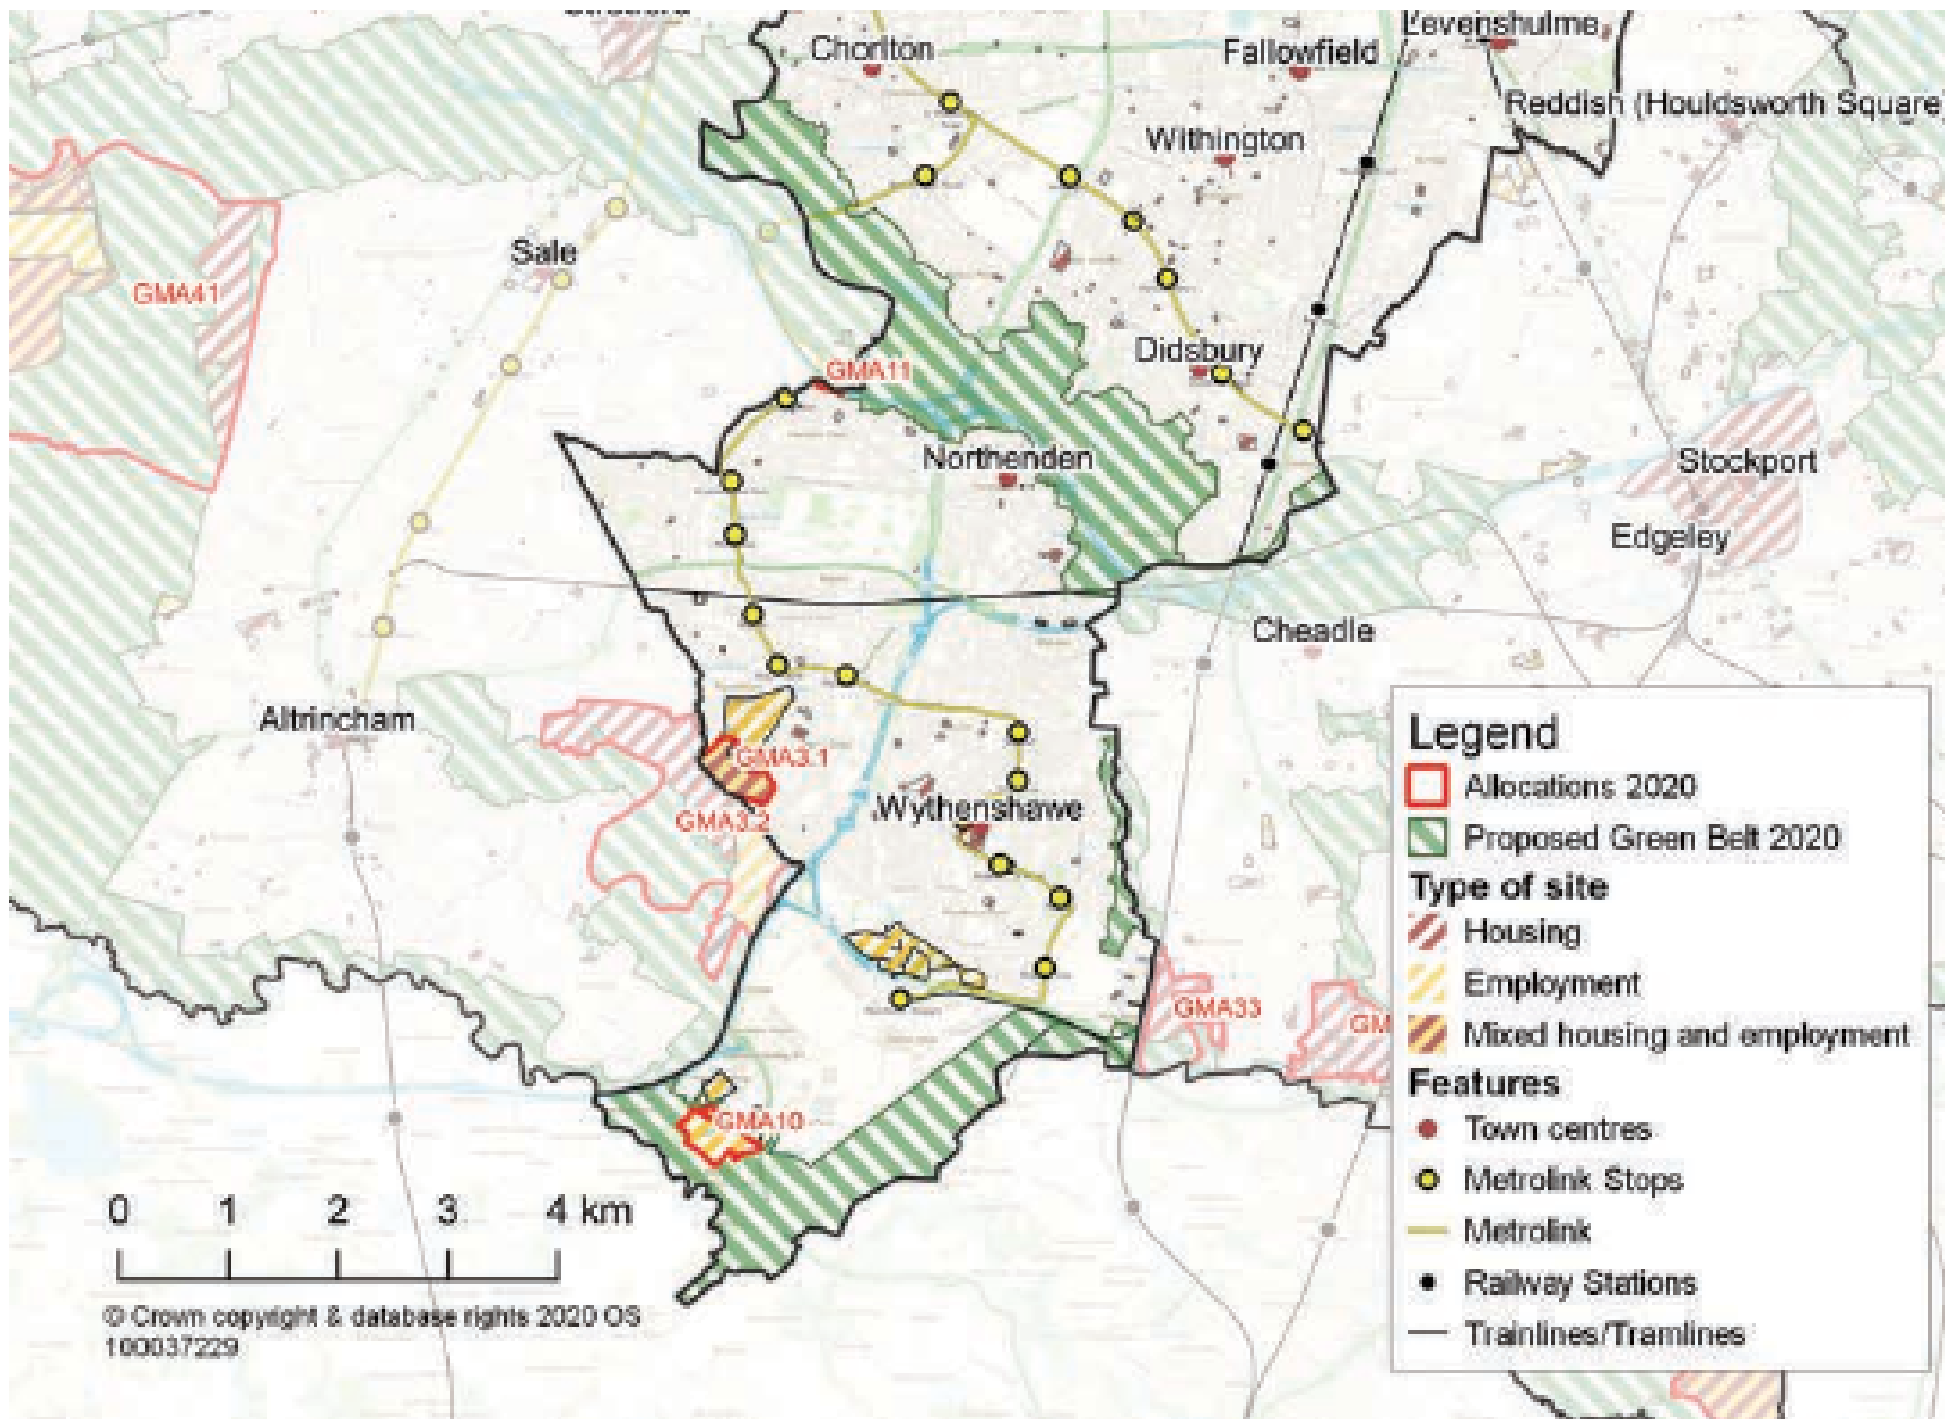 Chorlton
Fallowfield
Levenshulme
Reddish (Houldsworth Square)
Withington
Sale
GMA41
Didsbury
GMA11
Northenden
Stockport
Edgeley
Cheadle
Altrincham
GMA3.1
GMA3.2
Wythenshawe
GMA33
GM
GMA10
Legend
Allocations 2020
Proposed Green Belt 2020
Type of site
Housing
Employment
Mixed housing and employment
Features
Town centres
Metrolink Stops
Metrolink
Railway Stations
Trainlines/Tramlines
0 1 2 3 4 km
© Crown copyright & database rights 2020 OS
100037229